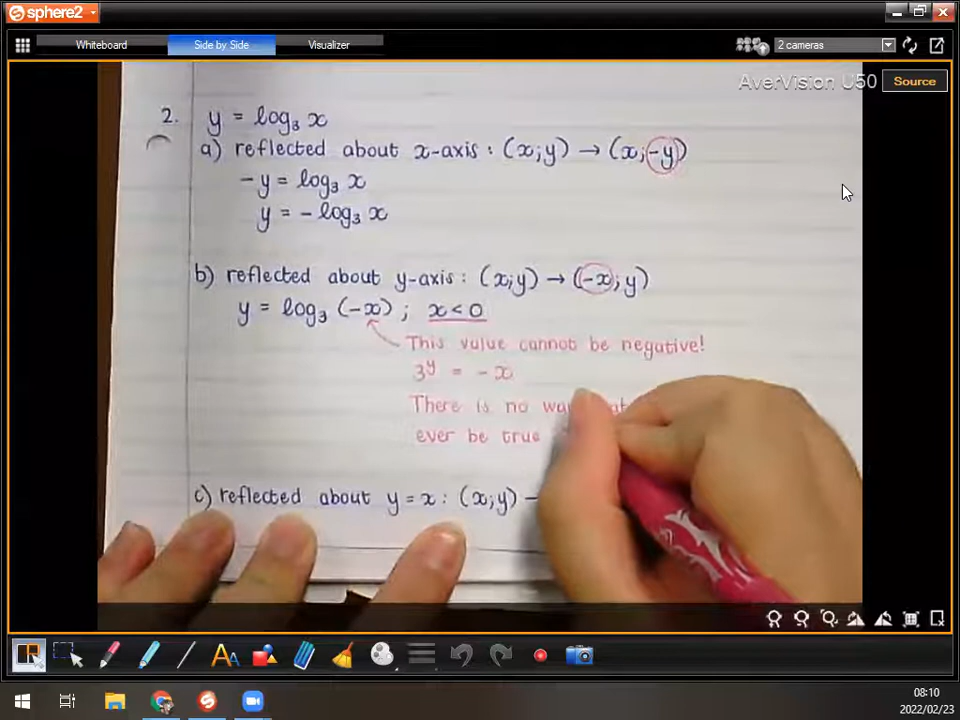 sphere2
Whiteboard
Side by Side
Visualizer
2 cameras
AverVision U50
Source
2. y = log₃ x
a) reflected about x-axis : (x;y) → (x;-y)
-y = log₃ x
y = - log₃ x
b) reflected about y-axis : (x;y) → (-x;y)
y = log₃ (-x) ; x < 0
This value cannot be negative!
3ʸ = - x
There is no
ever be true
c) reflected about y = x : (x;y)
08:10
2022/02/23